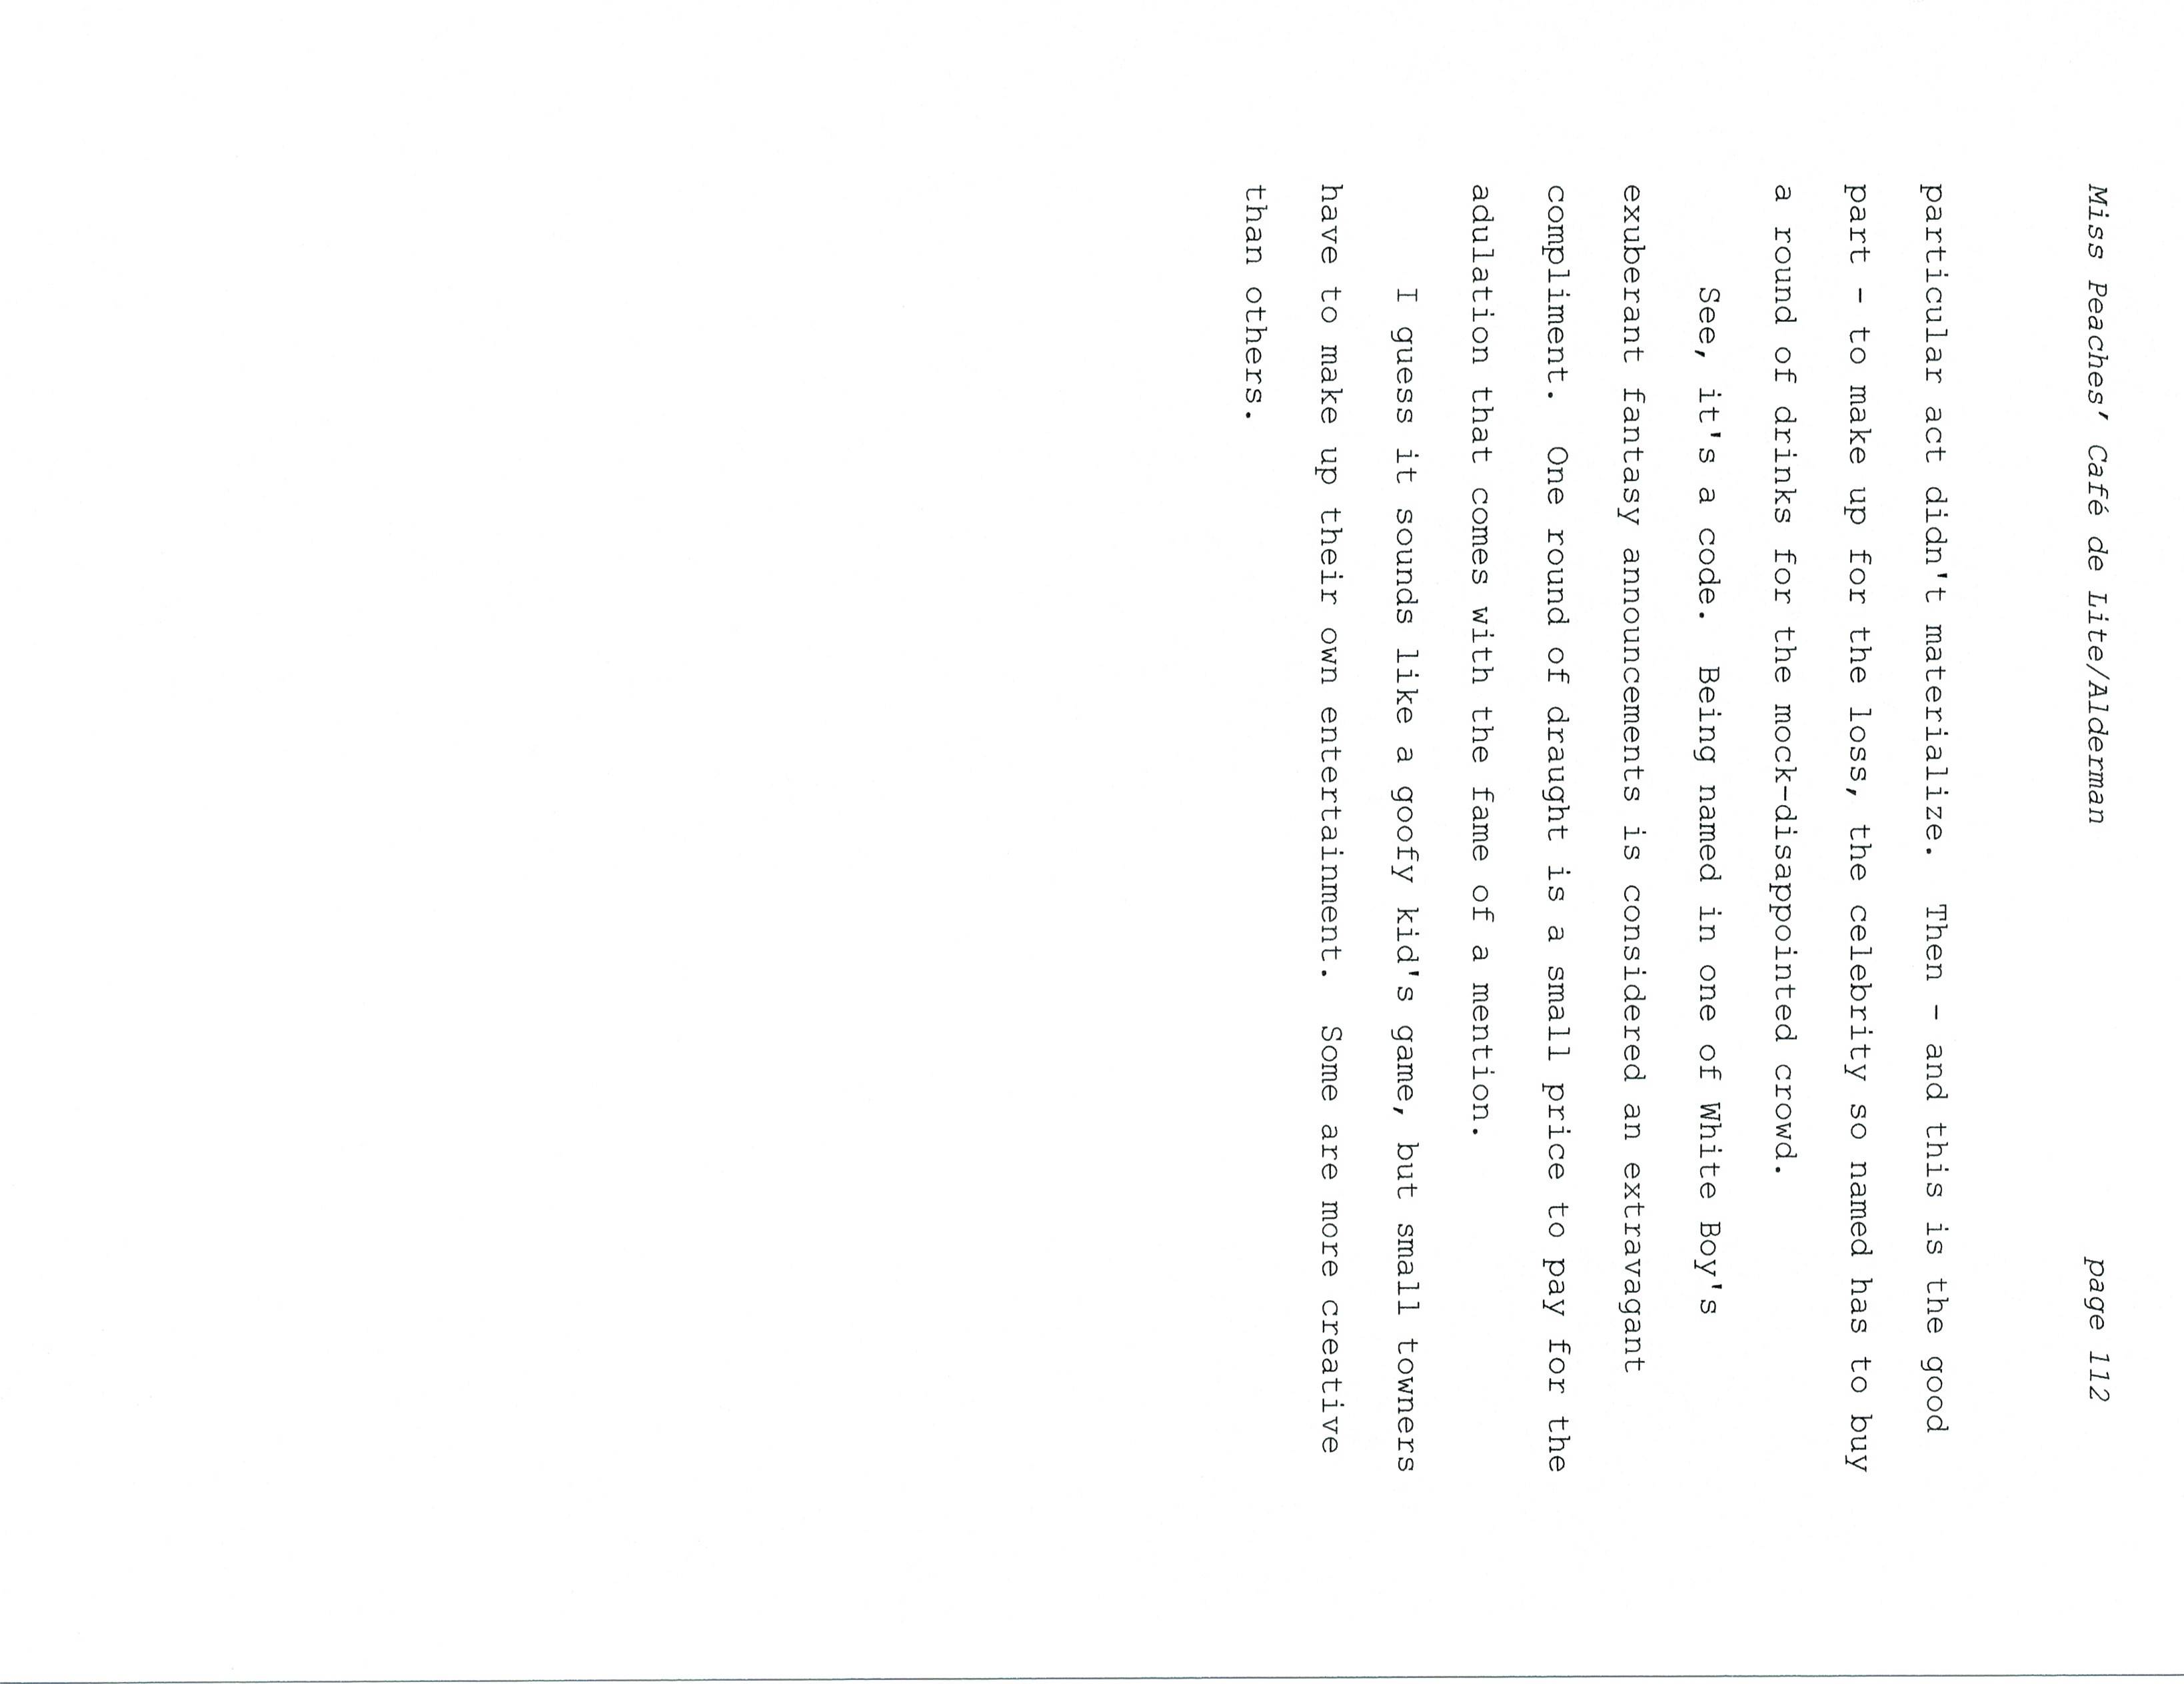 Miss Peaches’ Café de Lite/Alderman page 112
particular act didn't materialize.  Then - and this is the good
part - to make up for the loss, the celebrity so named has to buy
a round of drinks for the mock-disappointed crowd.
See, it's a code.  Being named in one of White Boy's
exuberant fantasy announcements is considered an extravagant
compliment.  One round of draught is a small price to pay for the
adulation that comes with the fame of a mention.
I guess it sounds like a goofy kid's game, but small towners
have to make up their own entertainment.  Some are more creative
than others.